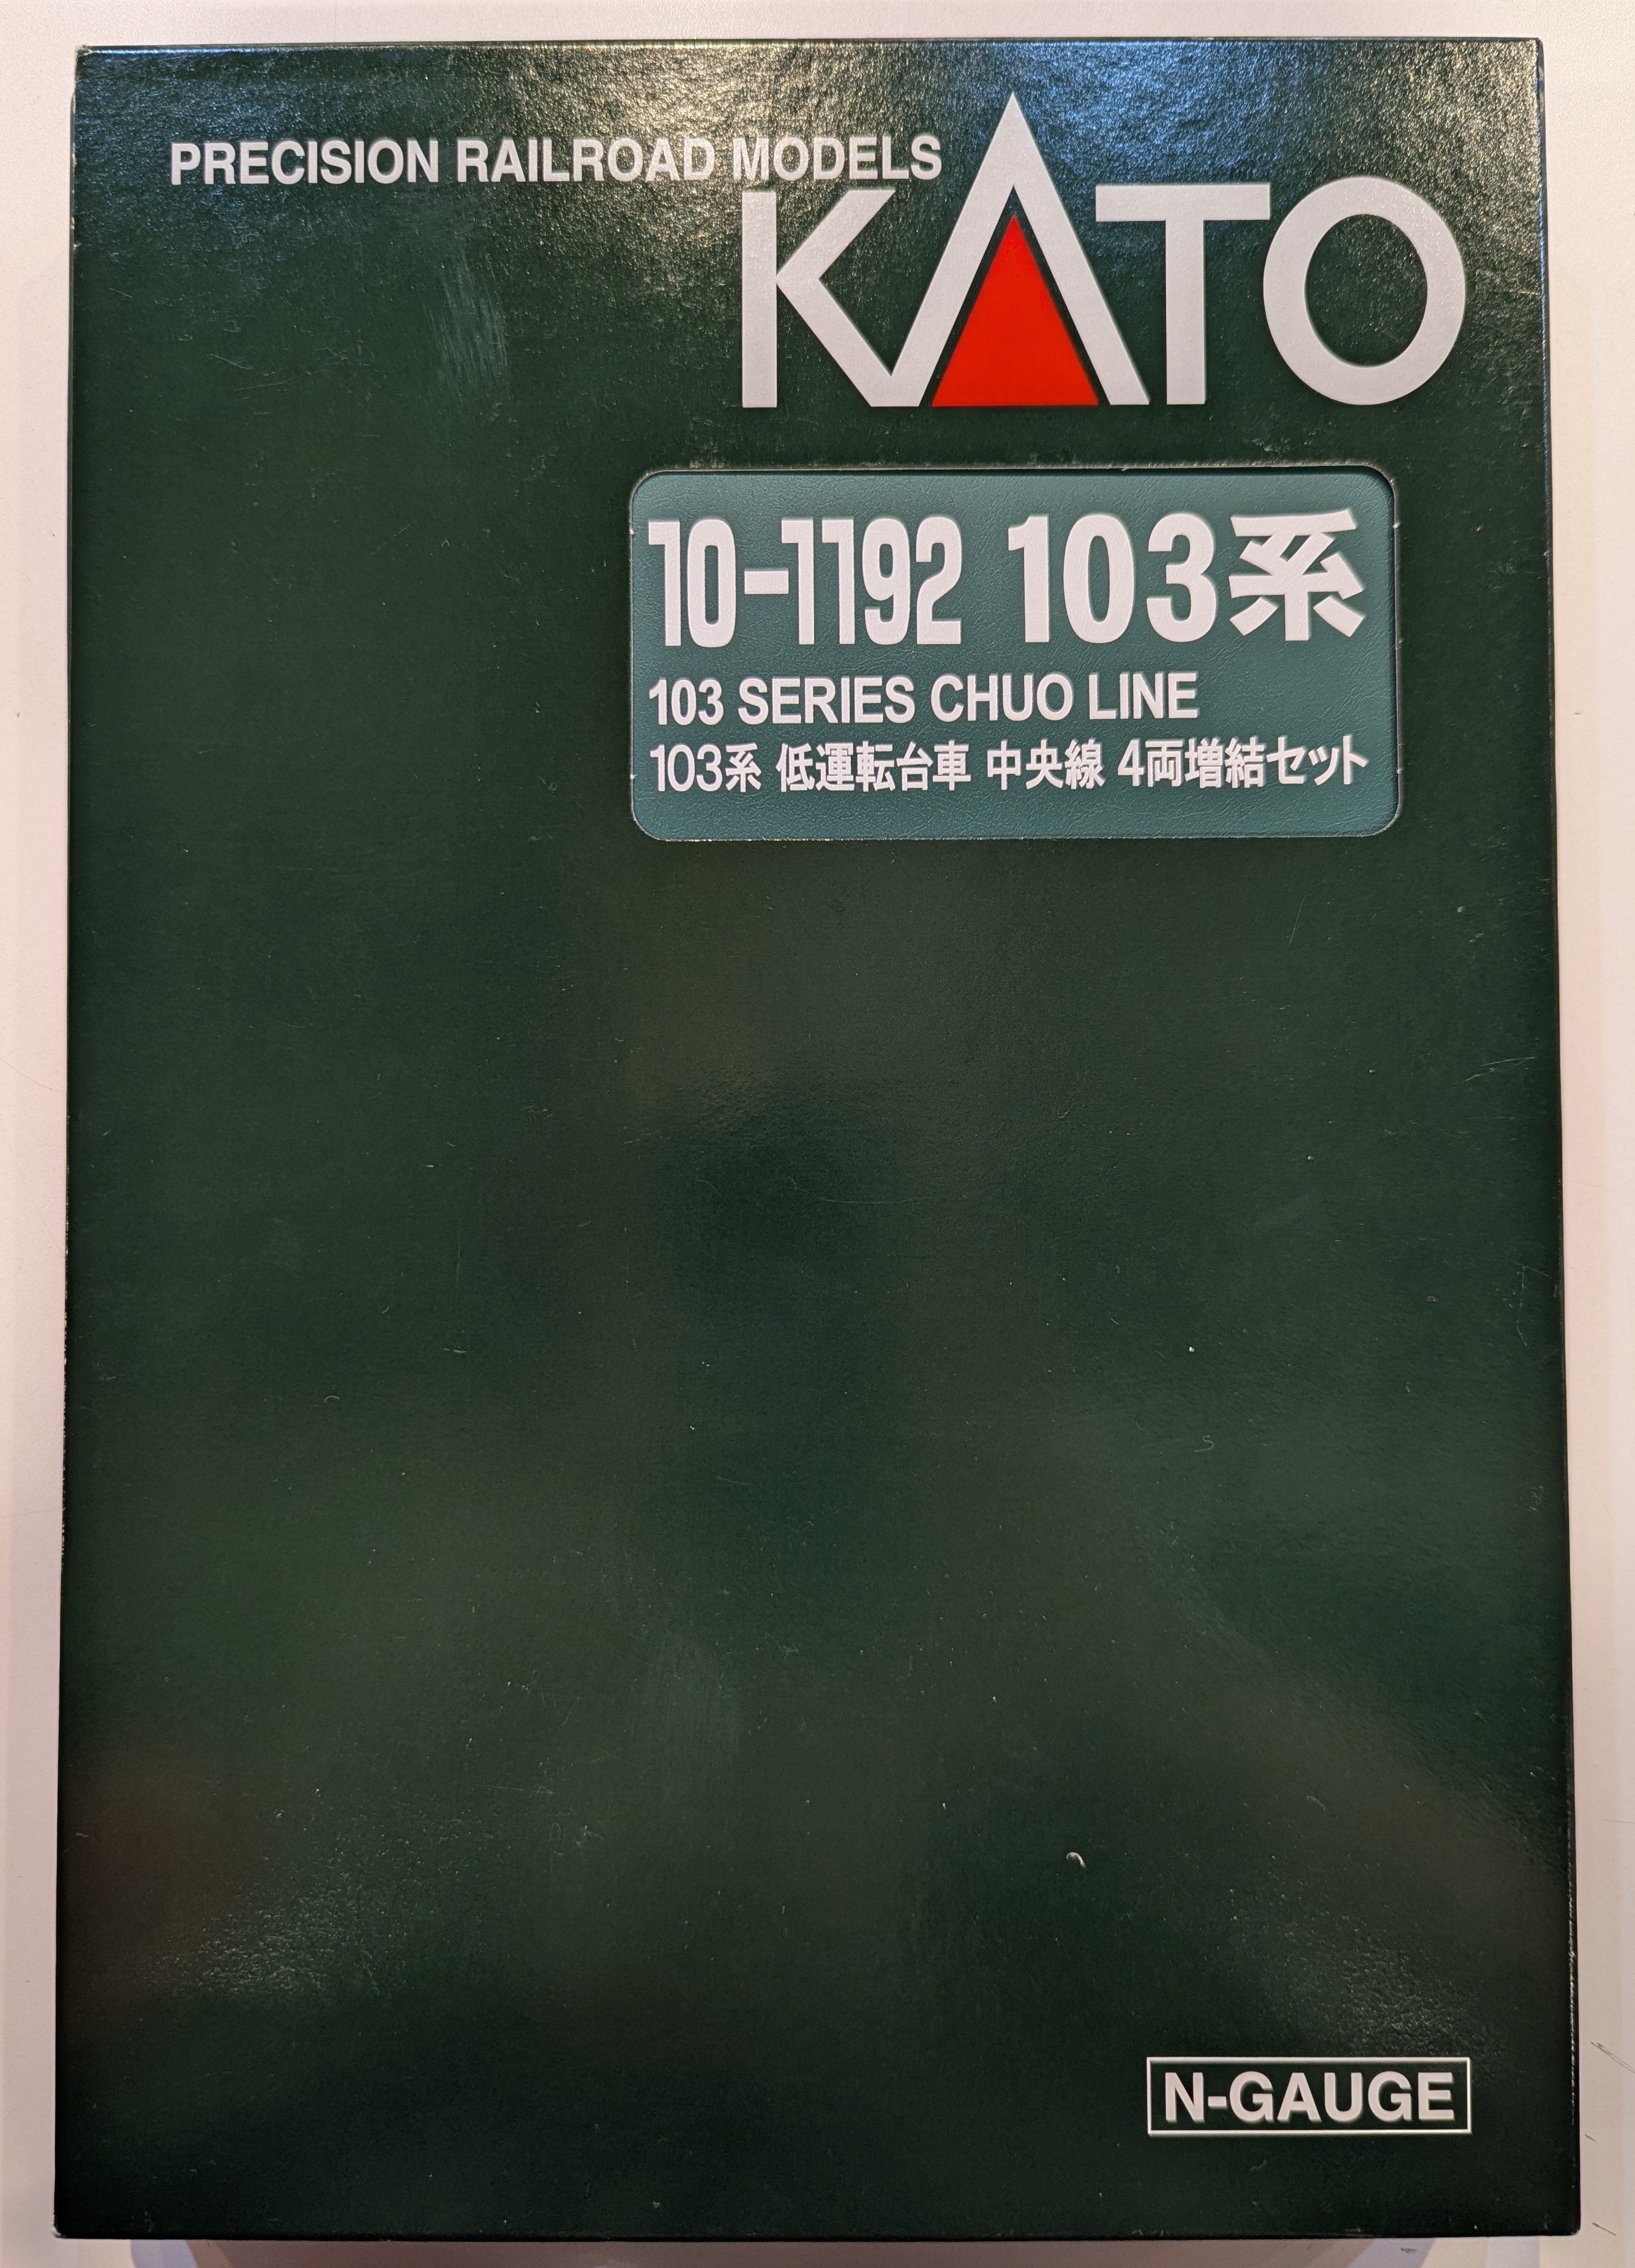 PRECISION RAILROAD MODELS
KATO
10-1192 103系
103 SERIES CHUO LINE
103系 低運転台車 中央線 4両増結セット
N-GAUGE